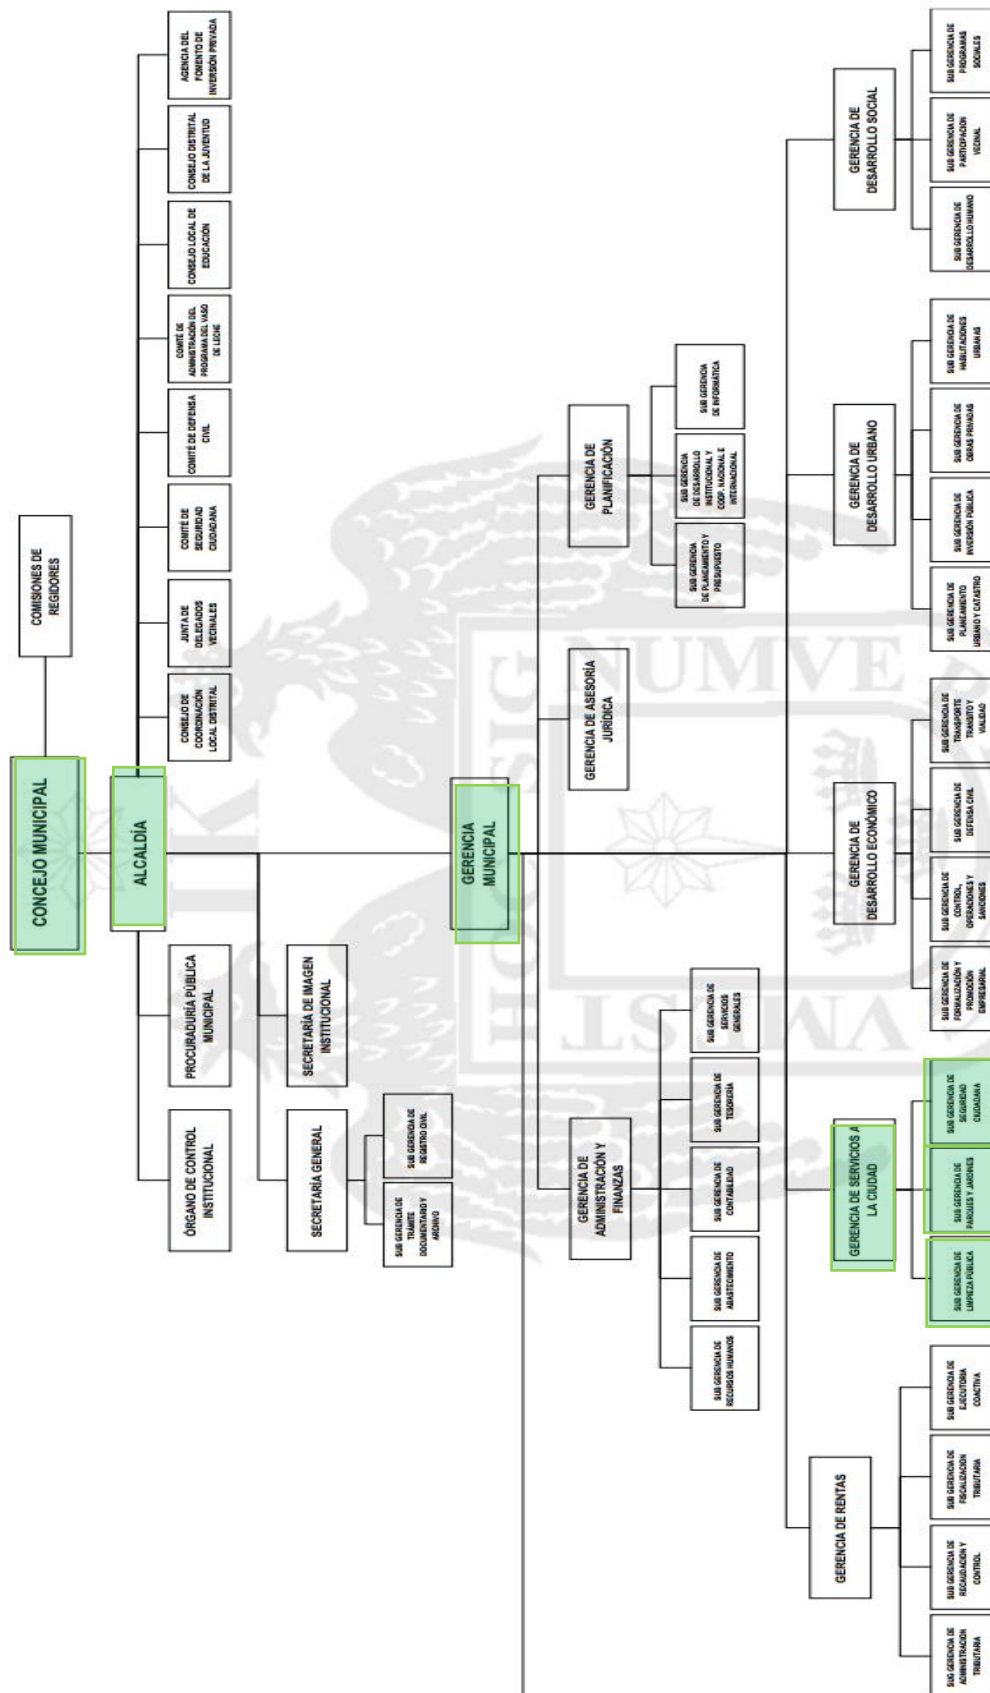 CONCEJO MUNICIPAL
COMISIONES DE
REGIDORES
ALCALDÍA
ÓRGANO DE CONTROL
INSTITUCIONAL
PROCURADURÍA PÚBLICA
MUNICIPAL
CONSEJO DE
COORDINACIÓN
LOCAL DISTRITAL
JUNTA DE
DELEGADOS
VECINALES
COMITÉ DE
SEGURIDAD
CIUDADANA
COMITÉ DE DEFENSA
CIVIL
COMITÉ DE
ADMINISTRACIÓN DEL
PROGRAMA DEL VASO
DE LECHE
CONSEJO LOCAL DE
EDUCACIÓN
CONSEJO DISTRITAL
DE LA JUVENTUD
AGENCIA DEL
FOMENTO DE
INVERSIÓN PRIVADA
SECRETARÍA GENERAL
SECRETARÍA DE IMAGEN
INSTITUCIONAL
SUB GERENCIA DE
TRÁMITE
DOCUMENTARIO Y
ARCHIVO
SUB GERENCIA DE
REGISTRO CIVIL
GERENCIA
MUNICIPAL
GERENCIA DE
ADMINISTRACIÓN Y
FINANZAS
GERENCIA DE ASESORÍA
JURÍDICA
GERENCIA DE
PLANIFICACIÓN
SUB GERENCIA DE
RECURSOS HUMANOS
SUB GERENCIA DE
ABASTECIMIENTO
SUB GERENCIA DE
CONTABILIDAD
SUB GERENCIA DE
TESORERÍA
SUB GERENCIA DE
SERVICIOS
GENERALES
SUB GERENCIA
DE PLANEAMIENTO Y
PRESUPUESTO
SUB GERENCIA
DE DESARROLLO
INSTITUCIONAL Y
COOP. NACIONAL E
INTERNACIONAL
SUB GERENCIA
DE INFORMÁTICA
GERENCIA DE RENTAS
GERENCIA DE SERVICIOS A
LA CIUDAD
GERENCIA DE
DESARROLLO ECONÓMICO
GERENCIA DE
DESARROLLO URBANO
GERENCIA DE
DESARROLLO SOCIAL
SUG GERENCIA DE
ADMINISTRACION
TRIBUTARIA
SUB GERENCIA DE
RECAUDACION Y
CONTROL
SUB GERENCIA DE
FISCALIZACION
TRIBUTARIA
SUB GERENCIA DE
EJECUTORIA
COACTIVA
SUB GERENCIA DE
LIMPIEZA PÚBLICA
SUB GERENCIA DE
PARQUES Y JARDINES
SUB GERENCIA DE
SEGURIDAD
CIUDADANA
SUB GERENCIA DE
FORMALIZACIÓN Y
PROMOCIÓN
EMPRESARIAL
SUB GERENCIA DE
CONTROL,
OPERACIONES Y
SANCIONES
SUB GERENCIA DE
DEFENSA CIVIL
SUB GERENCIA DE
TRANSPORTE
TRANSITO Y
VIALIDAD
SUB GERENCIA DE
PLANEAMIENTO
URBANO Y CATASTRO
SUB GERENCIA DE
INVERSIÓN PÚBLICA
SUB GERENCIA DE
OBRAS PRIVADAS
SUB GERENCIA DE
HABILITACIONES
URBANAS
SUB GERENCIA DE
DESARROLLO HUMANO
SUB GERENCIA DE
PARTICIPACION
VECINAL
SUB GERENCIA DE
PROGRAMAS
SOCIALES
HOC SIG
NUMVE